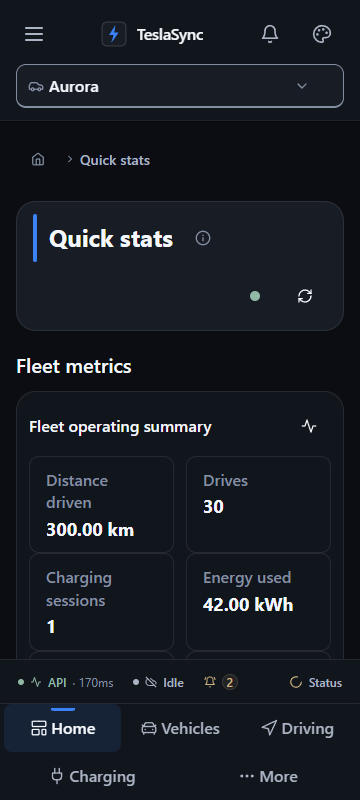 TeslaSync
Aurora
Quick stats
Quick stats
Fleet metrics
Fleet operating summary
Distance
driven
300.00 km
Drives
30
Charging
sessions
1
Energy used
42.00 kWh
API · 170ms
Idle
2
Status
Home
Vehicles
Driving
Charging
More